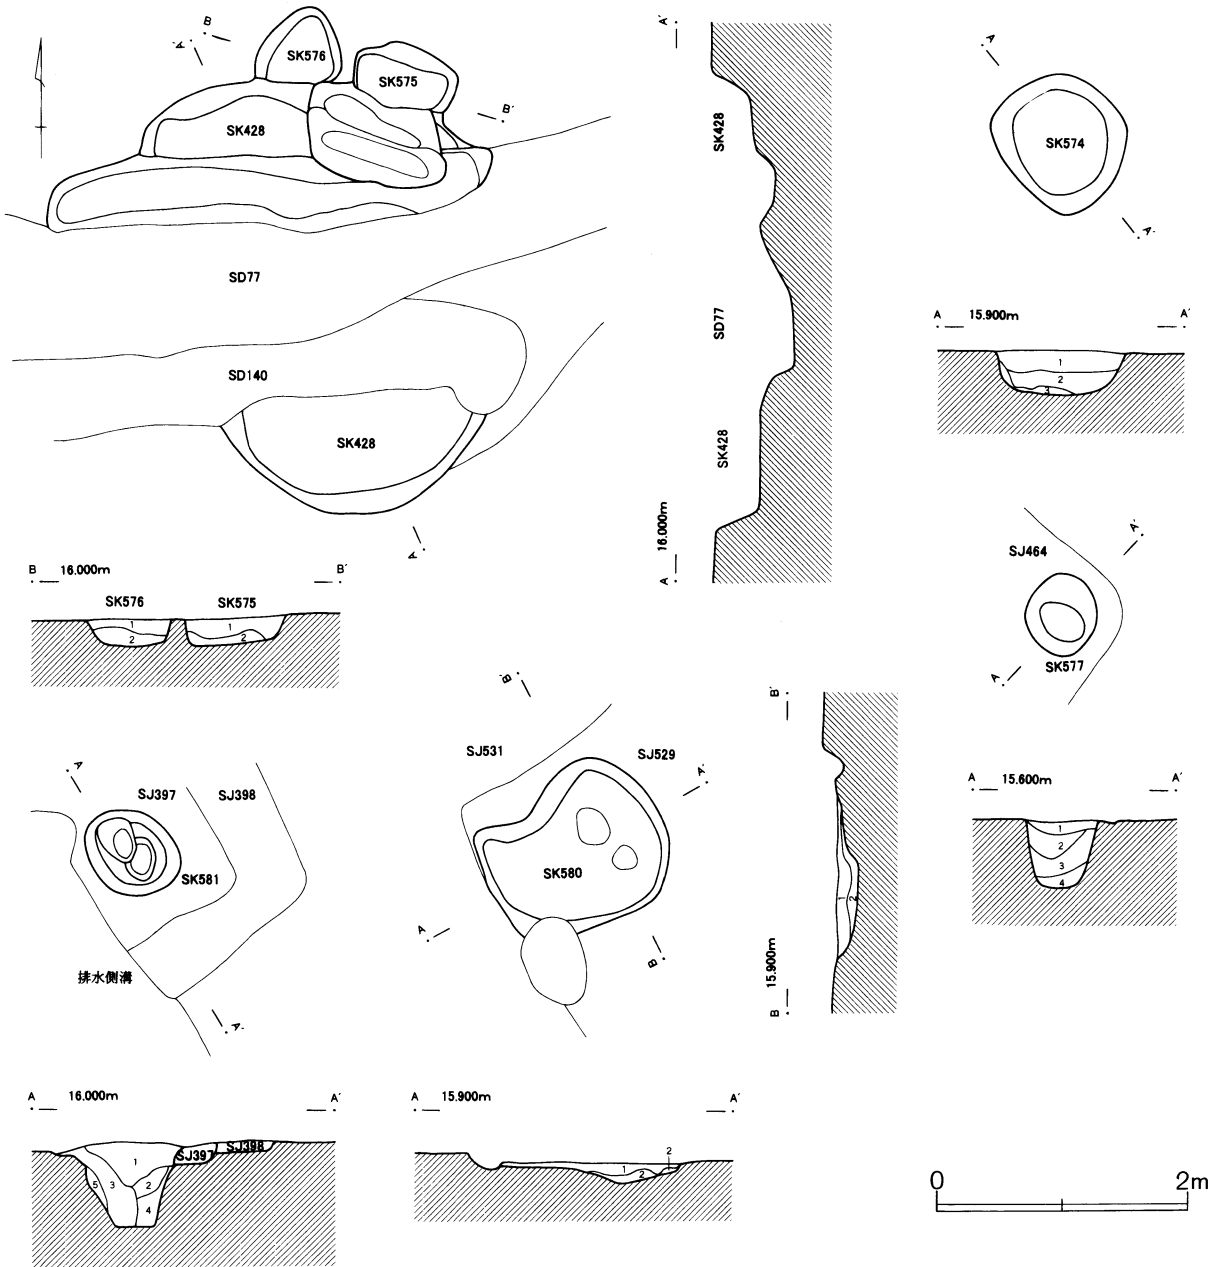 B
A'
SK576
SK575
B'
SK428
SD77
SD140
SK428
A
A'
SK428
SD77
SK428
16.000m
A
A
SK574
A'
A 15.900m A'
1
2
3
B 16.000m B'
SK576 SK575
1 1
2 2
SJ464
A'
SK577
A
A 15.600m A'
1
2
3
4
A
SJ397 SJ398
SK581
排水側溝
A'
B'
SJ531 SJ529
A'
SK580
A
B
B'
1 2
15.900m
B
A 16.000m A'
SJ397 SJ398
1
5 3 2
4
A 15.900m A'
2
1 2
0 2m